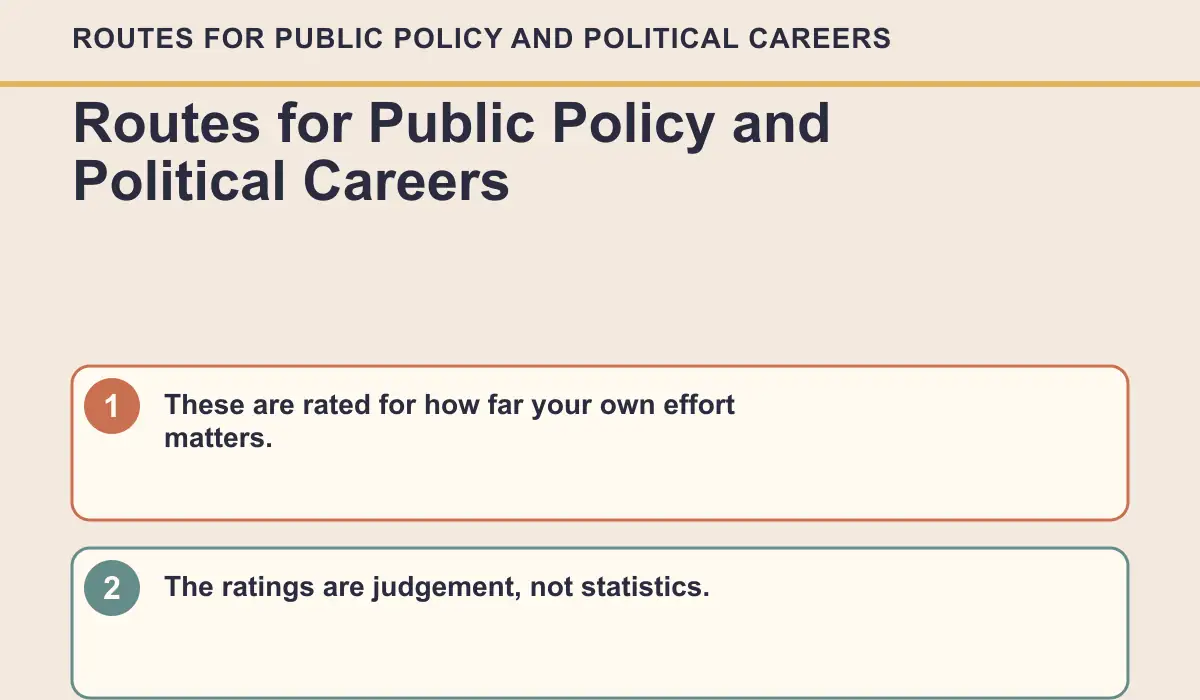 ROUTES FOR PUBLIC POLICY AND POLITICAL CAREERS
Routes for Public Policy and
Political Careers
1
These are rated for how far your own effort
matters.
2
The ratings are judgement, not statistics.